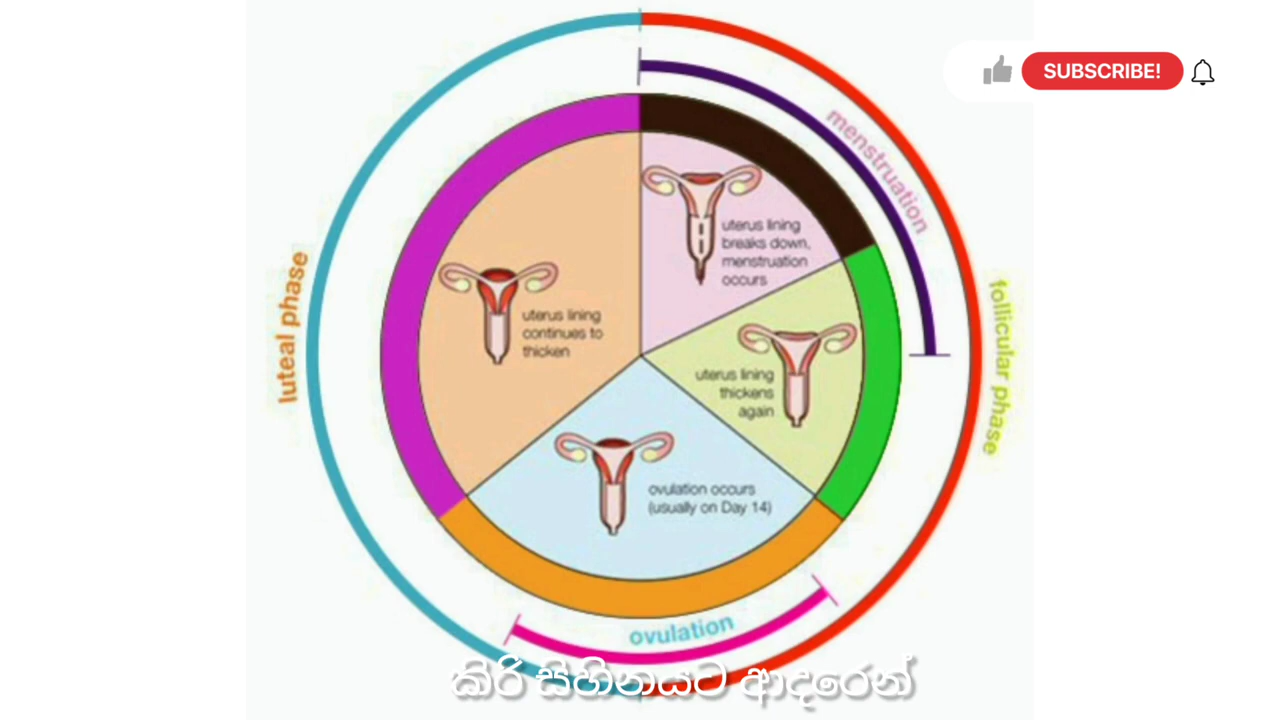 SUBSCRIBE!
menstruation
uterus lining
breaks down,
menstruation
occurs
follicular phase
luteal phase
uterus lining
continues to
thicken
uterus lining
thickens
again
ovulation occurs
(usually on Day 14)
ovulation
කිරි සිහිනයට ආදරෙන්